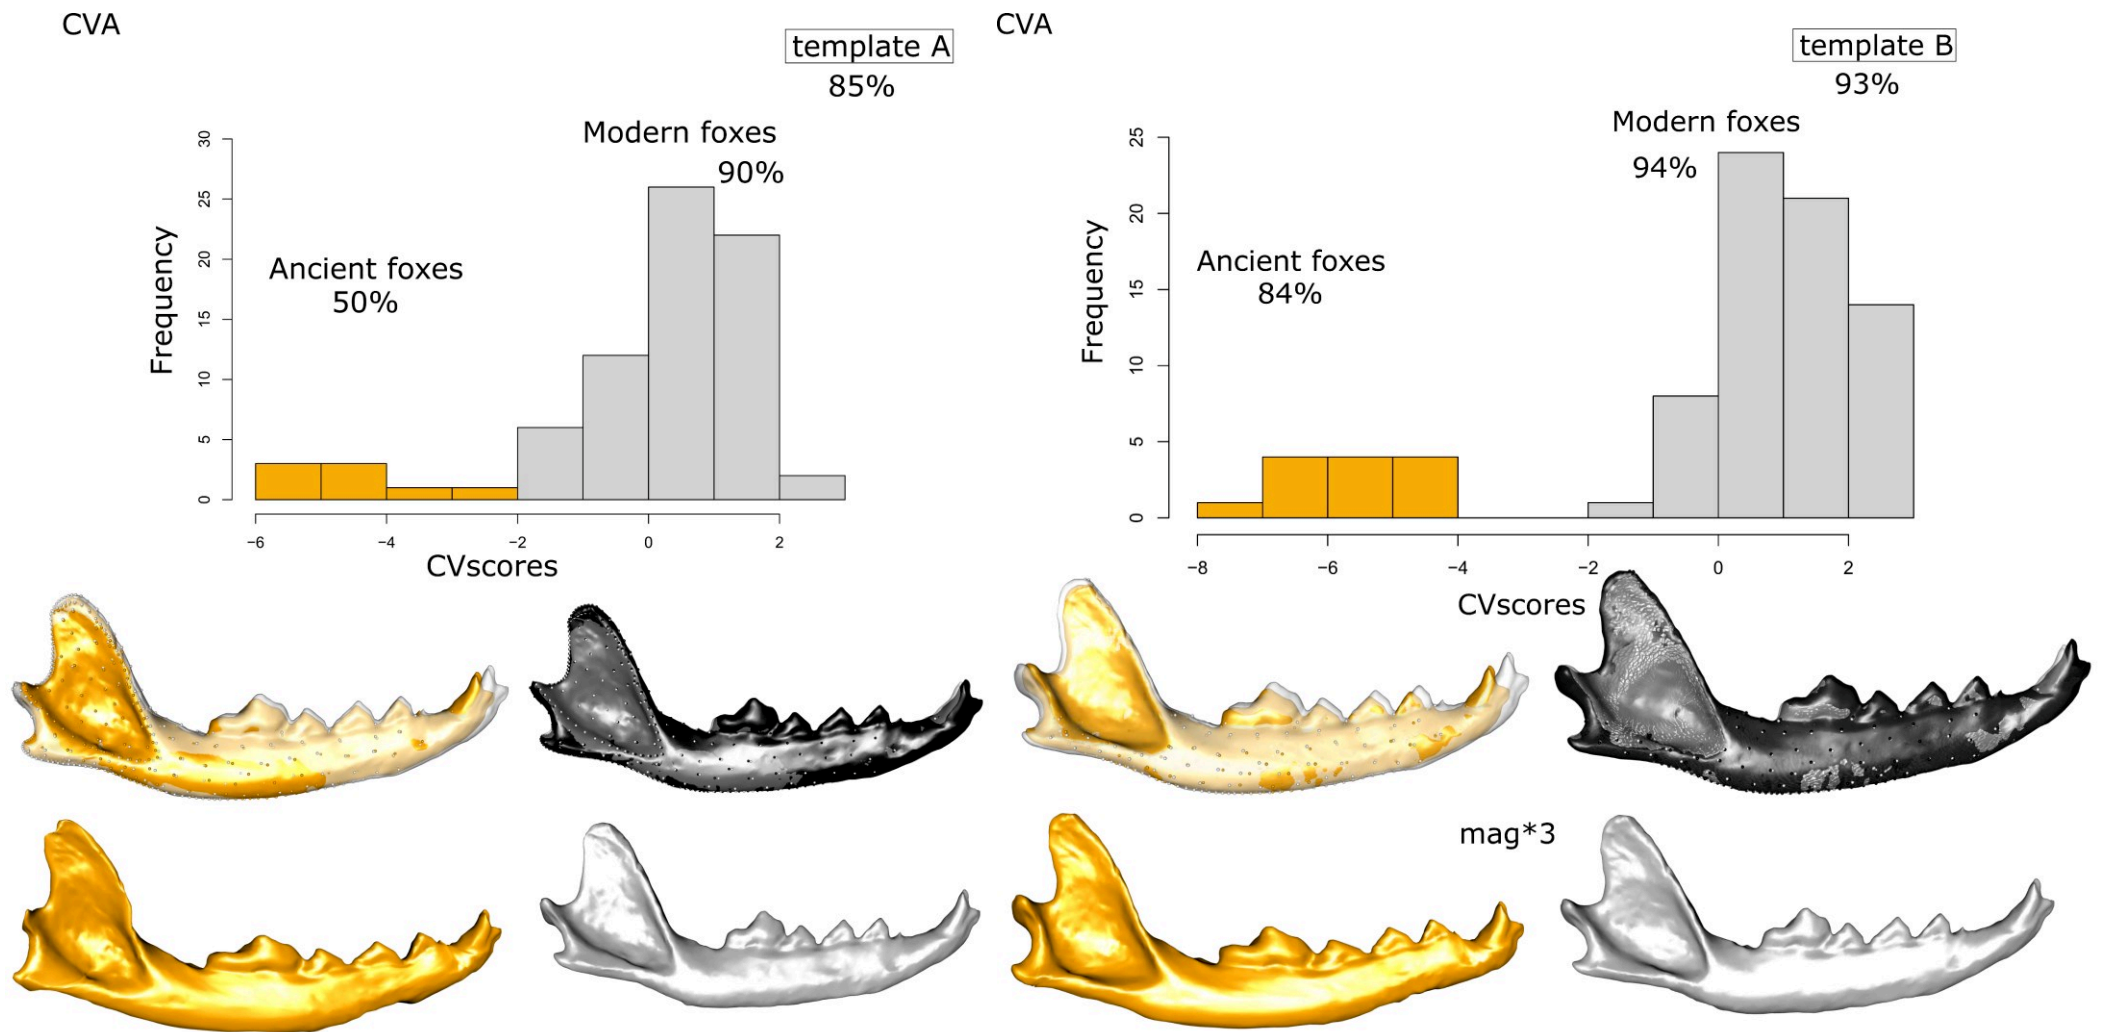 CVA
template A
85%
Modern foxes
90%
Ancient foxes
50%
Frequency
30
25
20
15
10
5
0
−6
−4
−2
0
2
CVscores
CVA
template B
93%
Modern foxes
94%
Ancient foxes
84%
Frequency
25
20
15
10
5
0
−8
−6
−4
−2
0
2
CVscores
mag*3